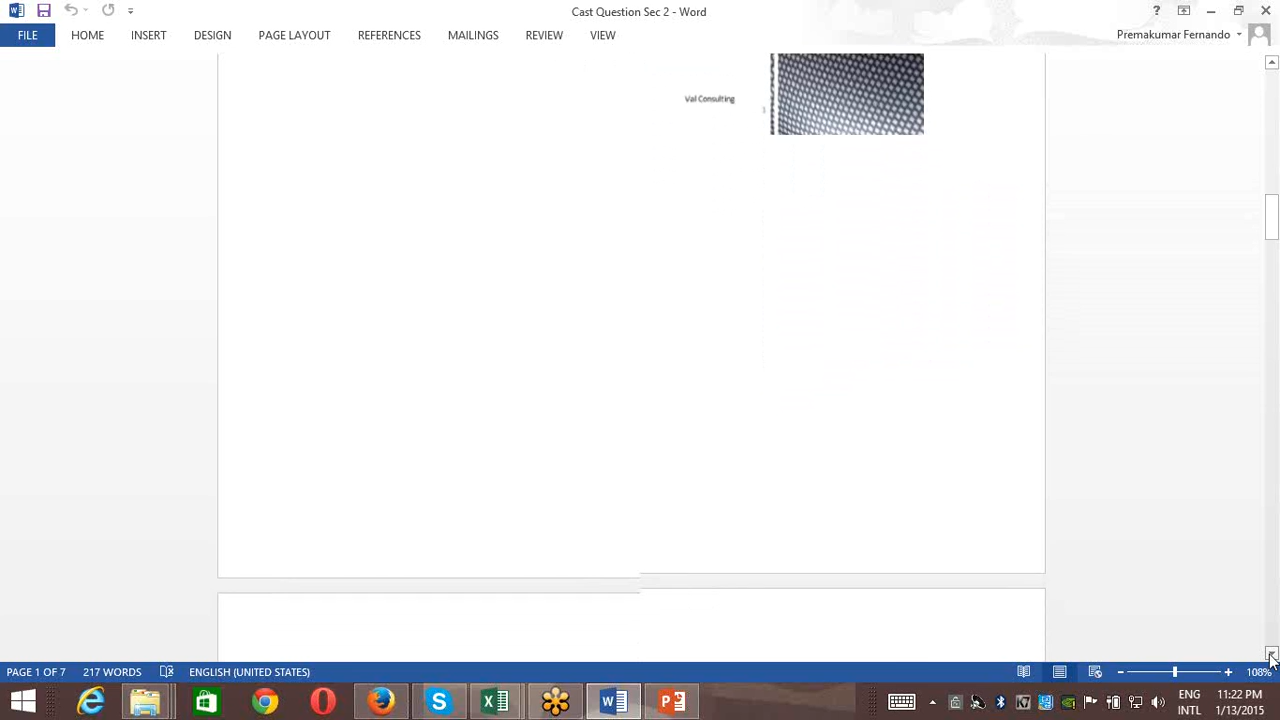 Cast Question Sec 2 - Word
?
FILE HOME INSERT DESIGN PAGE LAYOUT REFERENCES MAILINGS REVIEW VIEW Premakumar Fernando
Val Consulting
PAGE 1 OF 7 217 WORDS ENGLISH (UNITED STATES) 108%
ENG 11:22 PM
INTL 1/13/2015